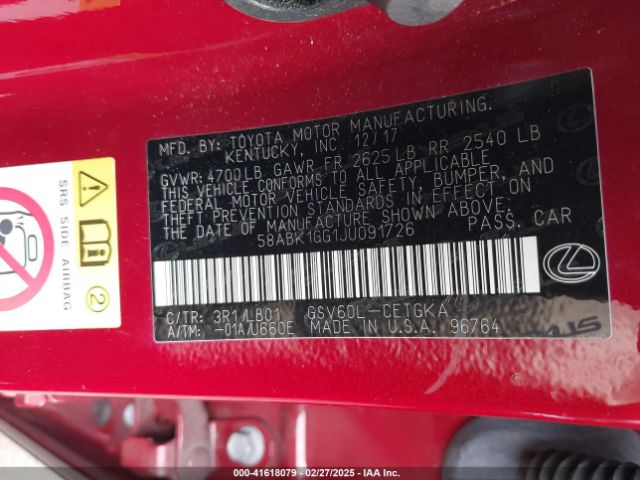 MFD. BY: TOYOTA MOTOR MANUFACTURING.
KENTUCKY, INC. 12/17
GVWR: 4700LB GAWR FR 2625LB RR 2540 LB
THIS VEHICLE CONFORMS TO ALL APPLICABLE
FEDERAL MOTOR VEHICLE SAFETY, BUMPER, AND
THEFT PREVENTION STANDARDS IN EFFECT ON
THE DATE OF MANUFACTURE SHOWN ABOVE.
58ABK1GG1JU091726 PASS. CAR
C/TR: 3R1/LB01 GSV60L-CETGKA
A/TM: -01A/U660E MADE IN U.S.A. 96764
SRS SIDE AIRBAG
2
000-41618079 - 02/27/2025 - IAA Inc.